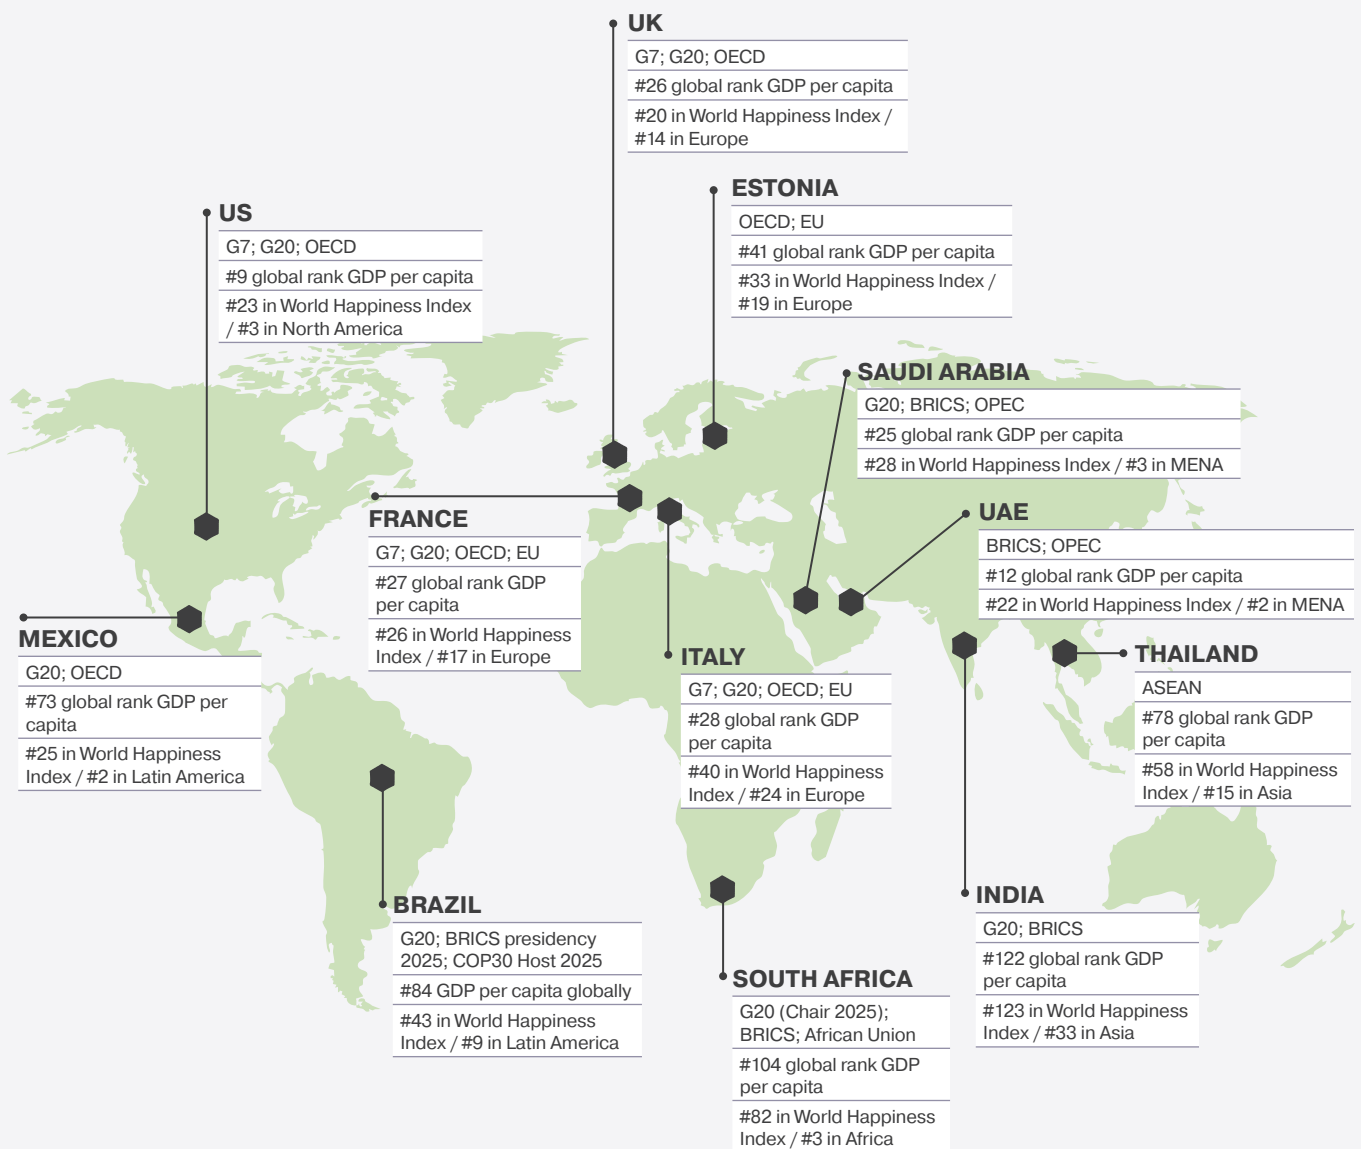 UK
G7; G20; OECD
#26 global rank GDP per capita
#20 in World Happiness Index /
#14 in Europe
ESTONIA
OECD; EU
#41 global rank GDP per capita
#33 in World Happiness Index /
#19 in Europe
US
G7; G20; OECD
#9 global rank GDP per capita
#23 in World Happiness Index
/ #3 in North America
SAUDI ARABIA
G20; BRICS; OPEC
#25 global rank GDP per capita
#28 in World Happiness Index / #3 in MENA
FRANCE
G7; G20; OECD; EU
#27 global rank GDP
per capita
#26 in World Happiness
Index / #17 in Europe
UAE
BRICS; OPEC
#12 global rank GDP per capita
#22 in World Happiness Index / #2 in MENA
MEXICO
G20; OECD
#73 global rank GDP per
capita
#25 in World Happiness
Index / #2 in Latin America
ITALY
G7; G20; OECD; EU
#28 global rank GDP
per capita
#40 in World Happiness
Index / #24 in Europe
THAILAND
ASEAN
#78 global rank GDP
per capita
#58 in World Happiness
Index / #15 in Asia
BRAZIL
G20; BRICS presidency
2025; COP30 Host 2025
#84 GDP per capita globally
#43 in World Happiness
Index / #9 in Latin America
INDIA
G20; BRICS
#122 global rank GDP
per capita
#123 in World Happiness
Index / #33 in Asia
SOUTH AFRICA
G20 (Chair 2025);
BRICS; African Union
#104 global rank GDP
per capita
#82 in World Happiness
Index / #3 in Africa